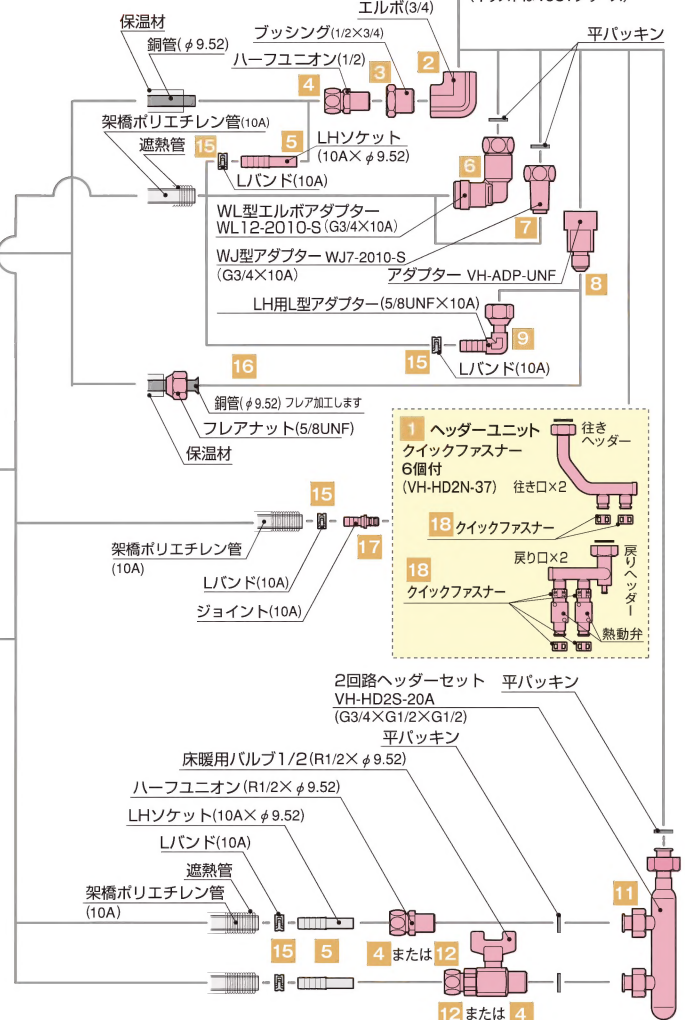 エルボ(3/4)
保温材
平パッキン
銅管(φ9.52)
ブッシング(1/2×3/4)
ハーフユニオン(1/2)
4
3
2
架橋ポリエチレン管(10A)
遮熱管
15
5
LHソケット
(10A×φ9.52)
Lバンド(10A)
6
WL型エルボアダプター
WL12-2010-S(G3/4×10A)
7
WJ型アダプター WJ7-2010-S
(G3/4×10A)
アダプター VH-ADP-UNF
8
LH用L型アダプター(5/8UNF×10A)
9
15
Lバンド(10A)
16
銅管(φ9.52) フレア加工します
フレアナット(5/8UNF)
保温材
1 ヘッダーユニット
クイックファスナー
6個付
(VH-HD2N-37)
往き
ヘッダー
往き口×2
18 クイックファスナー
戻り口×2
戻りヘッダー
18
クイックファスナー
熱動弁
15
17
架橋ポリエチレン管
(10A)
Lバンド(10A)
ジョイント(10A)
2回路ヘッダーセット
VH-HD2S-20A
(G3/4×G1/2×G1/2)
平パッキン
平パッキン
床暖用バルブ1/2(R1/2×φ9.52)
ハーフユニオン(R1/2×φ9.52)
LHソケット(10A×φ9.52)
Lバンド(10A)
遮熱管
架橋ポリエチレン管
(10A)
11
15
5
4 または 12
12 または 4